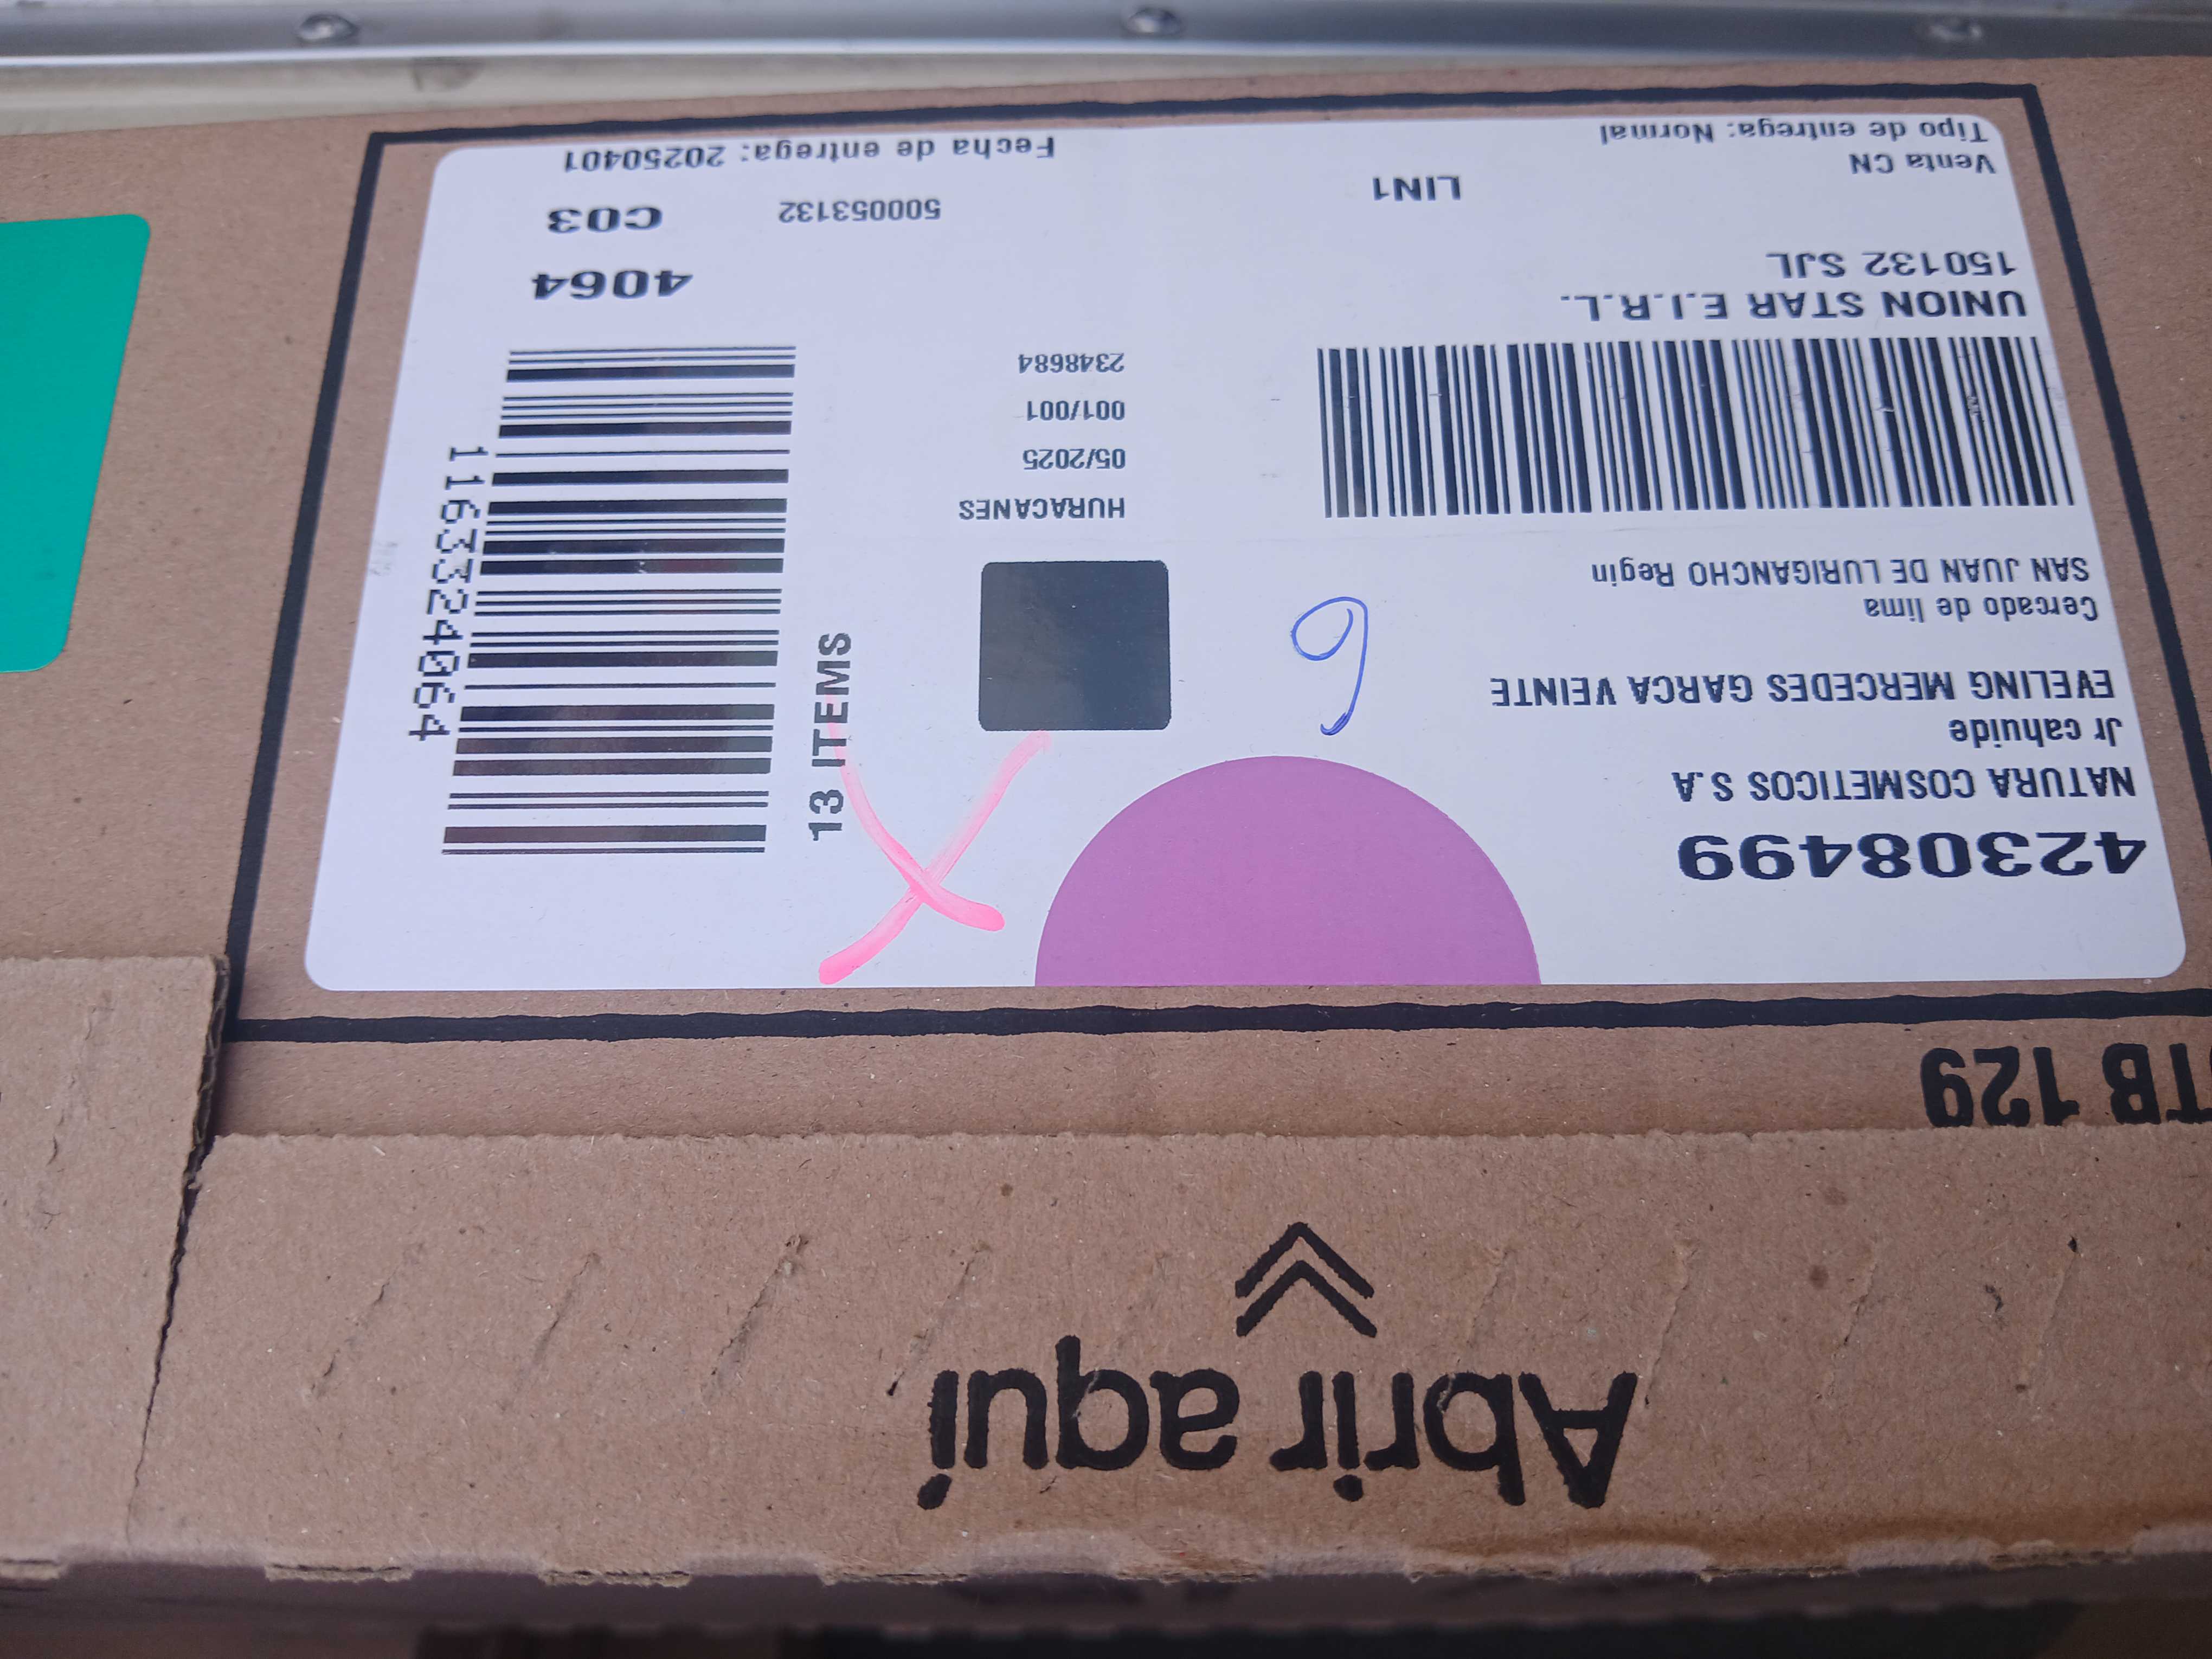 Abrir aquí
TB 129
42308499
NATURA COSMETICOS S.A
Jr cahuide
EVELING MERCEDES GARCA VEINTE
6
Cercado de lima
SAN JUAN DE LURIGANCHO Regin
UNION STAR E.I.R.L.
150132 SJL
Venta CN
Tipo de entrega: Normal
LIN1
HURACANES
05/2025
001/001
2348684
13 ITEMS
1163324064
4064
500053132
C03
Fecha de entrega: 20250401